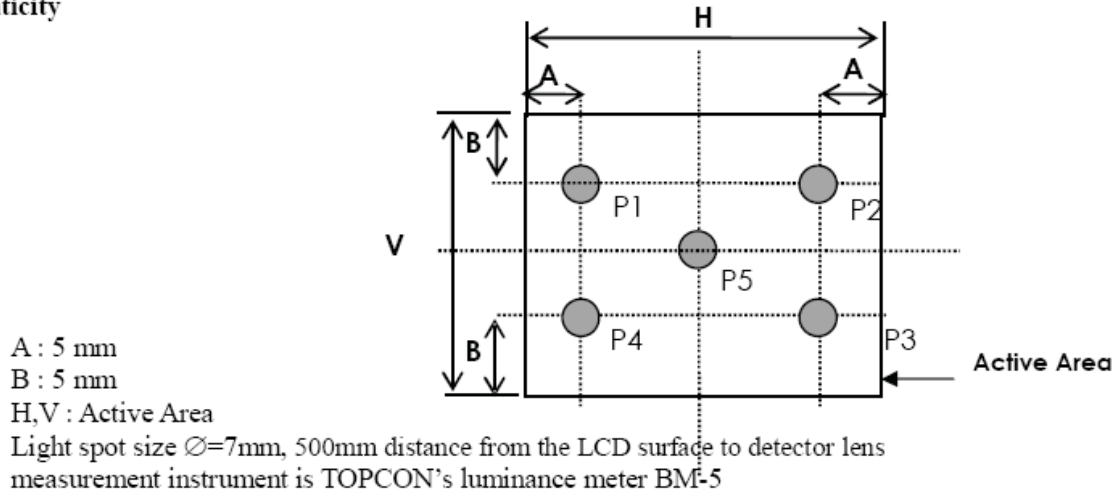 H
A
A
B
P1
P2
V
P5
B
P4
P3
Active Area
A : 5 mm
B : 5 mm
H,V : Active Area
Light spot size ∅=7mm, 500mm distance from the LCD surface to detector lens
measurement instrument is TOPCON's luminance meter BM-5